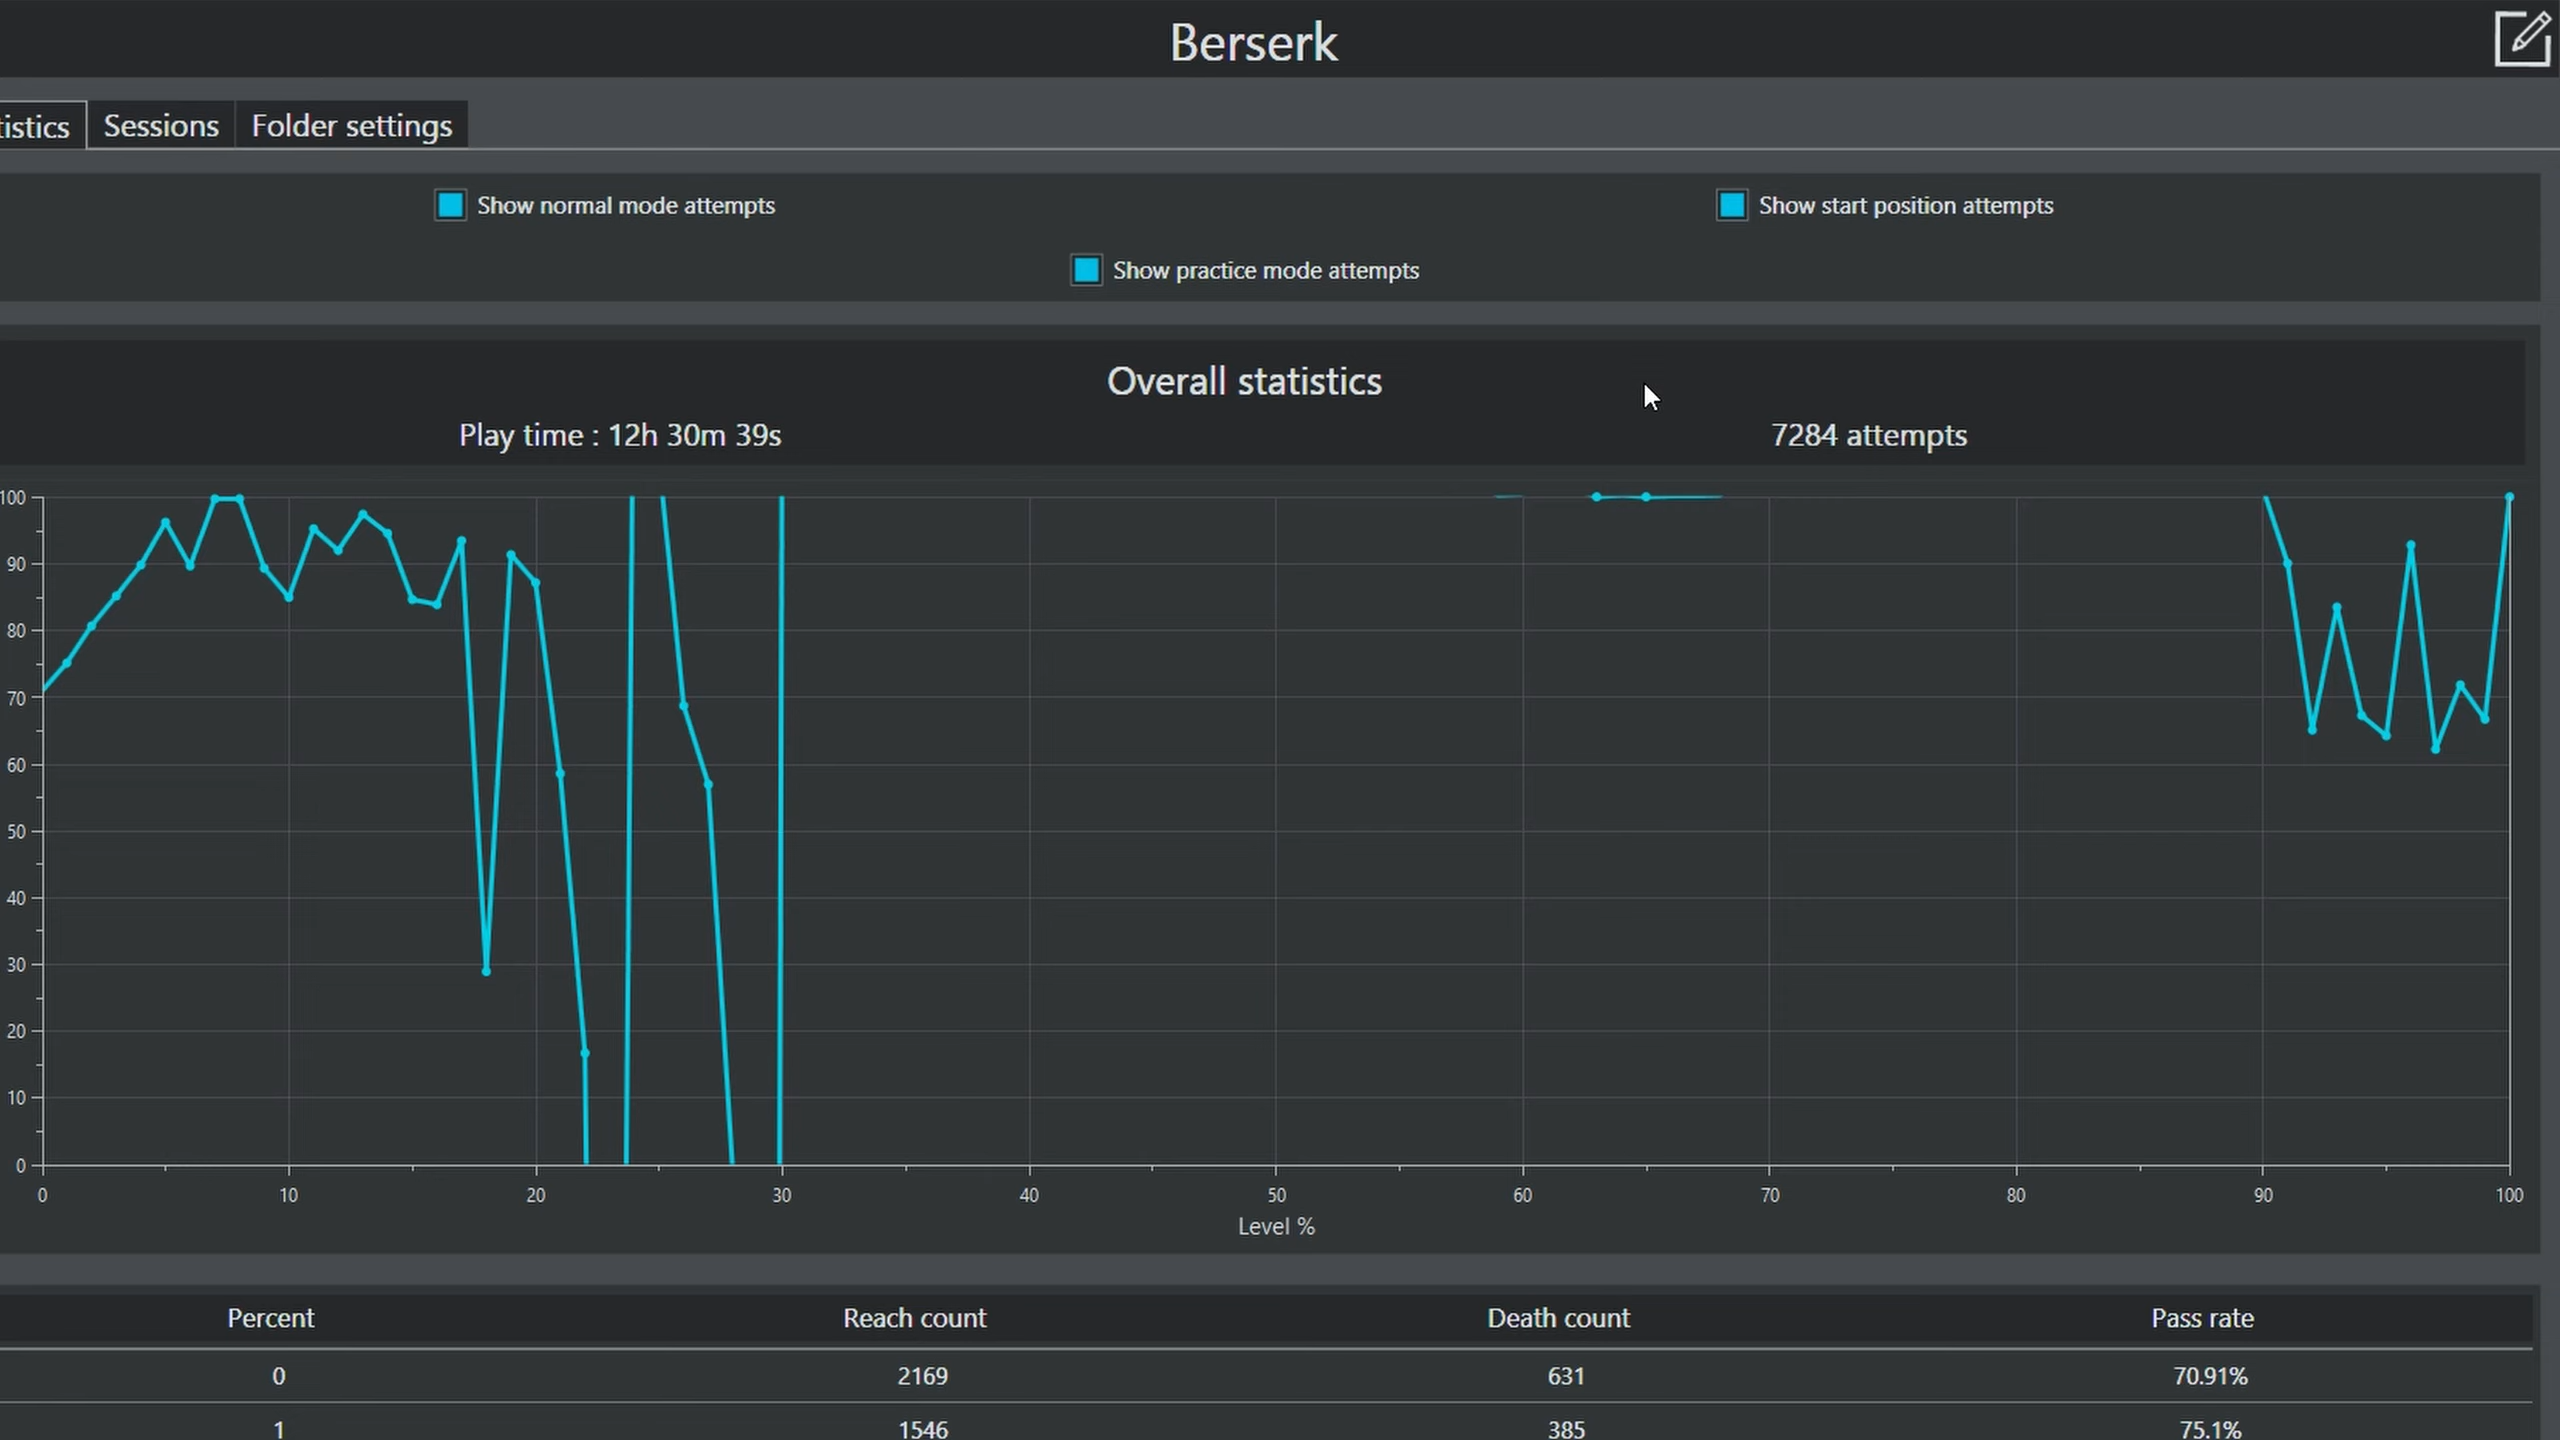 Berserk
tistics Sessions Folder settings
Show normal mode attempts Show start position attempts
Show practice mode attempts
Overall statistics
Play time : 12h 30m 39s 7284 attempts
100
90
80
70
60
50
40
30
20
10
0
0 10 20 30 40 50 60 70 80 90 100
Level %
Percent Reach count Death count Pass rate
0 2169 631 70.91%
1 1546 385 75.1%